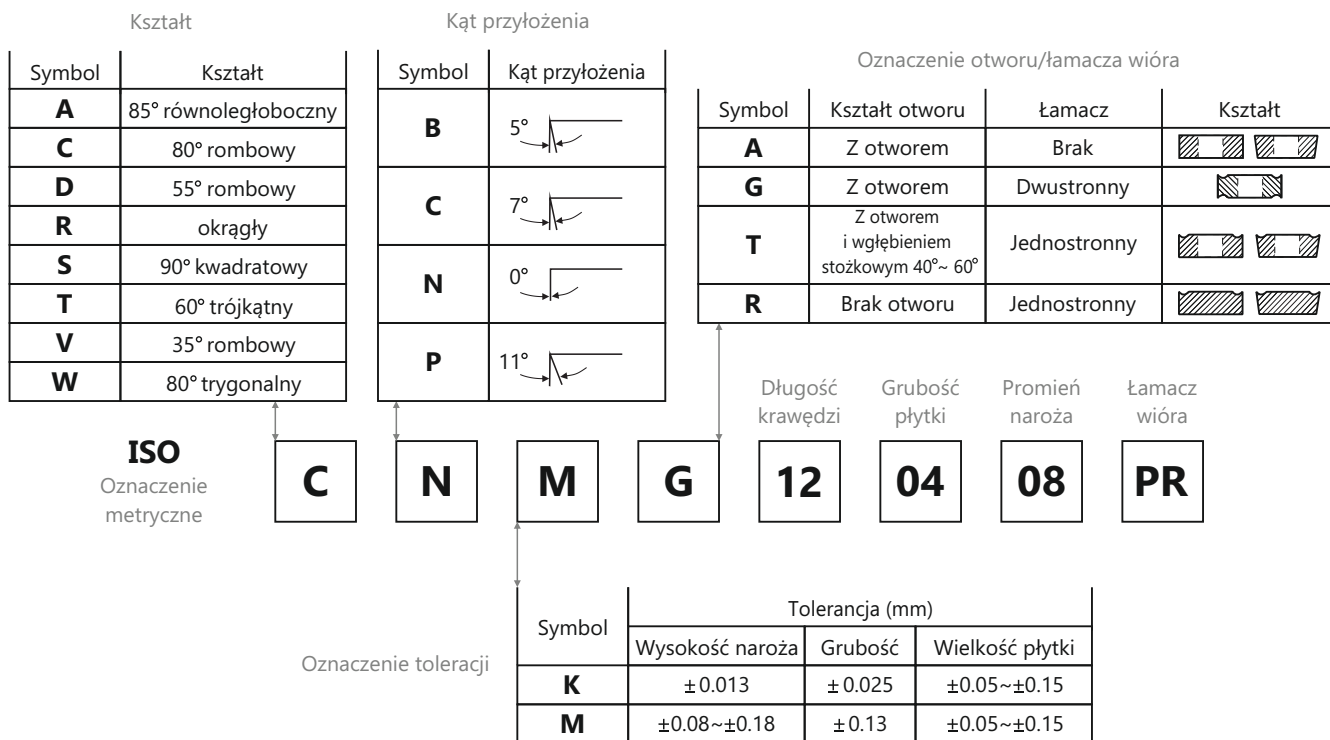 Kształt
Symbol Kształt
A 85° równoległoboczny
C 80° rombowy
D 55° rombowy
R okrągły
S 90° kwadratowy
T 60° trójkątny
V 35° rombowy
W 80° trygonalny
Kąt przyłożenia
Symbol Kąt przyłożenia
B 5°
C 7°
N 0°
P 11°
Oznaczenie otworu/łamacza wióra
Symbol Kształt otworu Łamacz Kształt
A Z otworem Brak
G Z otworem Dwustronny
T Z otworem
i wgłębieniem
stożkowym 40°~ 60° Jednostronny
R Brak otworu Jednostronny
Długość
krawędzi
Grubość
płytki
Promień
naroża
Łamacz
wióra
ISO
Oznaczenie
metryczne
C N M G 12 04 08 PR
Oznaczenie toleracji
Symbol Tolerancja (mm)
Wysokość naroża Grubość Wielkość płytki
K ±0.013 ±0.025 ±0.05~±0.15
M ±0.08~±0.18 ±0.13 ±0.05~±0.15